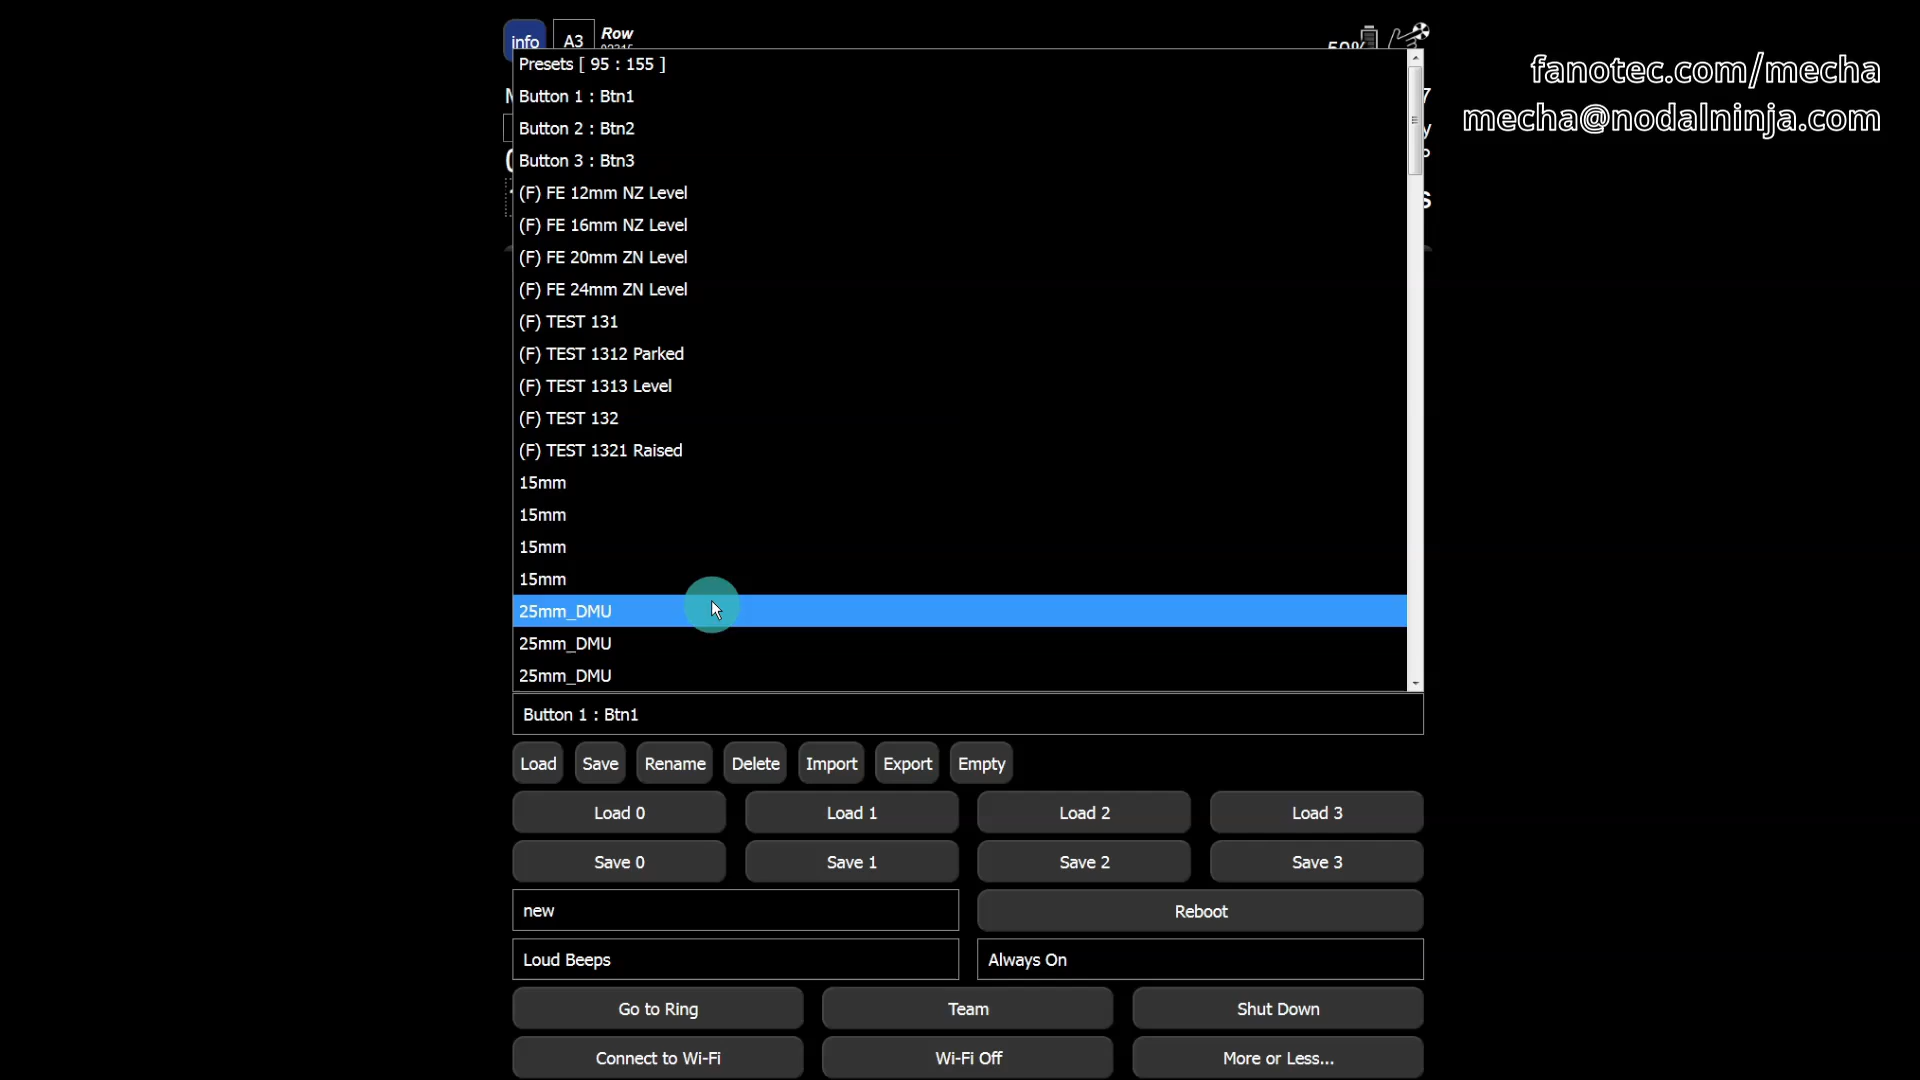 fanotec.com/mecha
mecha@nodalninja.com
info
A3
Row
Presets [ 95 : 155 ]
Button 1 : Btn1
Button 2 : Btn2
Button 3 : Btn3
(F) FE 12mm NZ Level
(F) FE 16mm NZ Level
(F) FE 20mm ZN Level
(F) FE 24mm ZN Level
(F) TEST 131
(F) TEST 1312 Parked
(F) TEST 1313 Level
(F) TEST 132
(F) TEST 1321 Raised
15mm
15mm
15mm
15mm
25mm_DMU
25mm_DMU
25mm_DMU
Button 1 : Btn1
Load Save Rename Delete Import Export Empty
Load 0 Load 1 Load 2 Load 3
Save 0 Save 1 Save 2 Save 3
new Reboot
Loud Beeps Always On
Go to Ring Team Shut Down
Connect to Wi-Fi Wi-Fi Off More or Less...